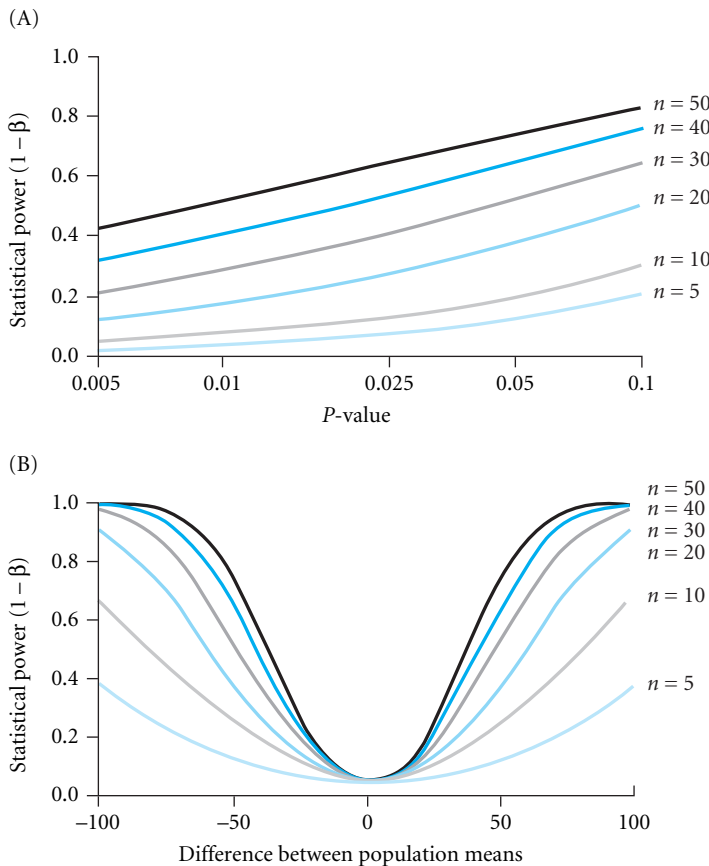 (A)
Statistical power (1 – β)
1.0
0.8
0.6
0.4
0.2
0.0
n = 50
n = 40
n = 30
n = 20
n = 10
n = 5
0.005
0.01
0.025
0.05
0.1
P-value
(B)
Statistical power (1 – β)
1.0
0.8
0.6
0.4
0.2
0.0
n = 50
n = 40
n = 30
n = 20
n = 10
n = 5
–100
–50
0
50
100
Difference between population means